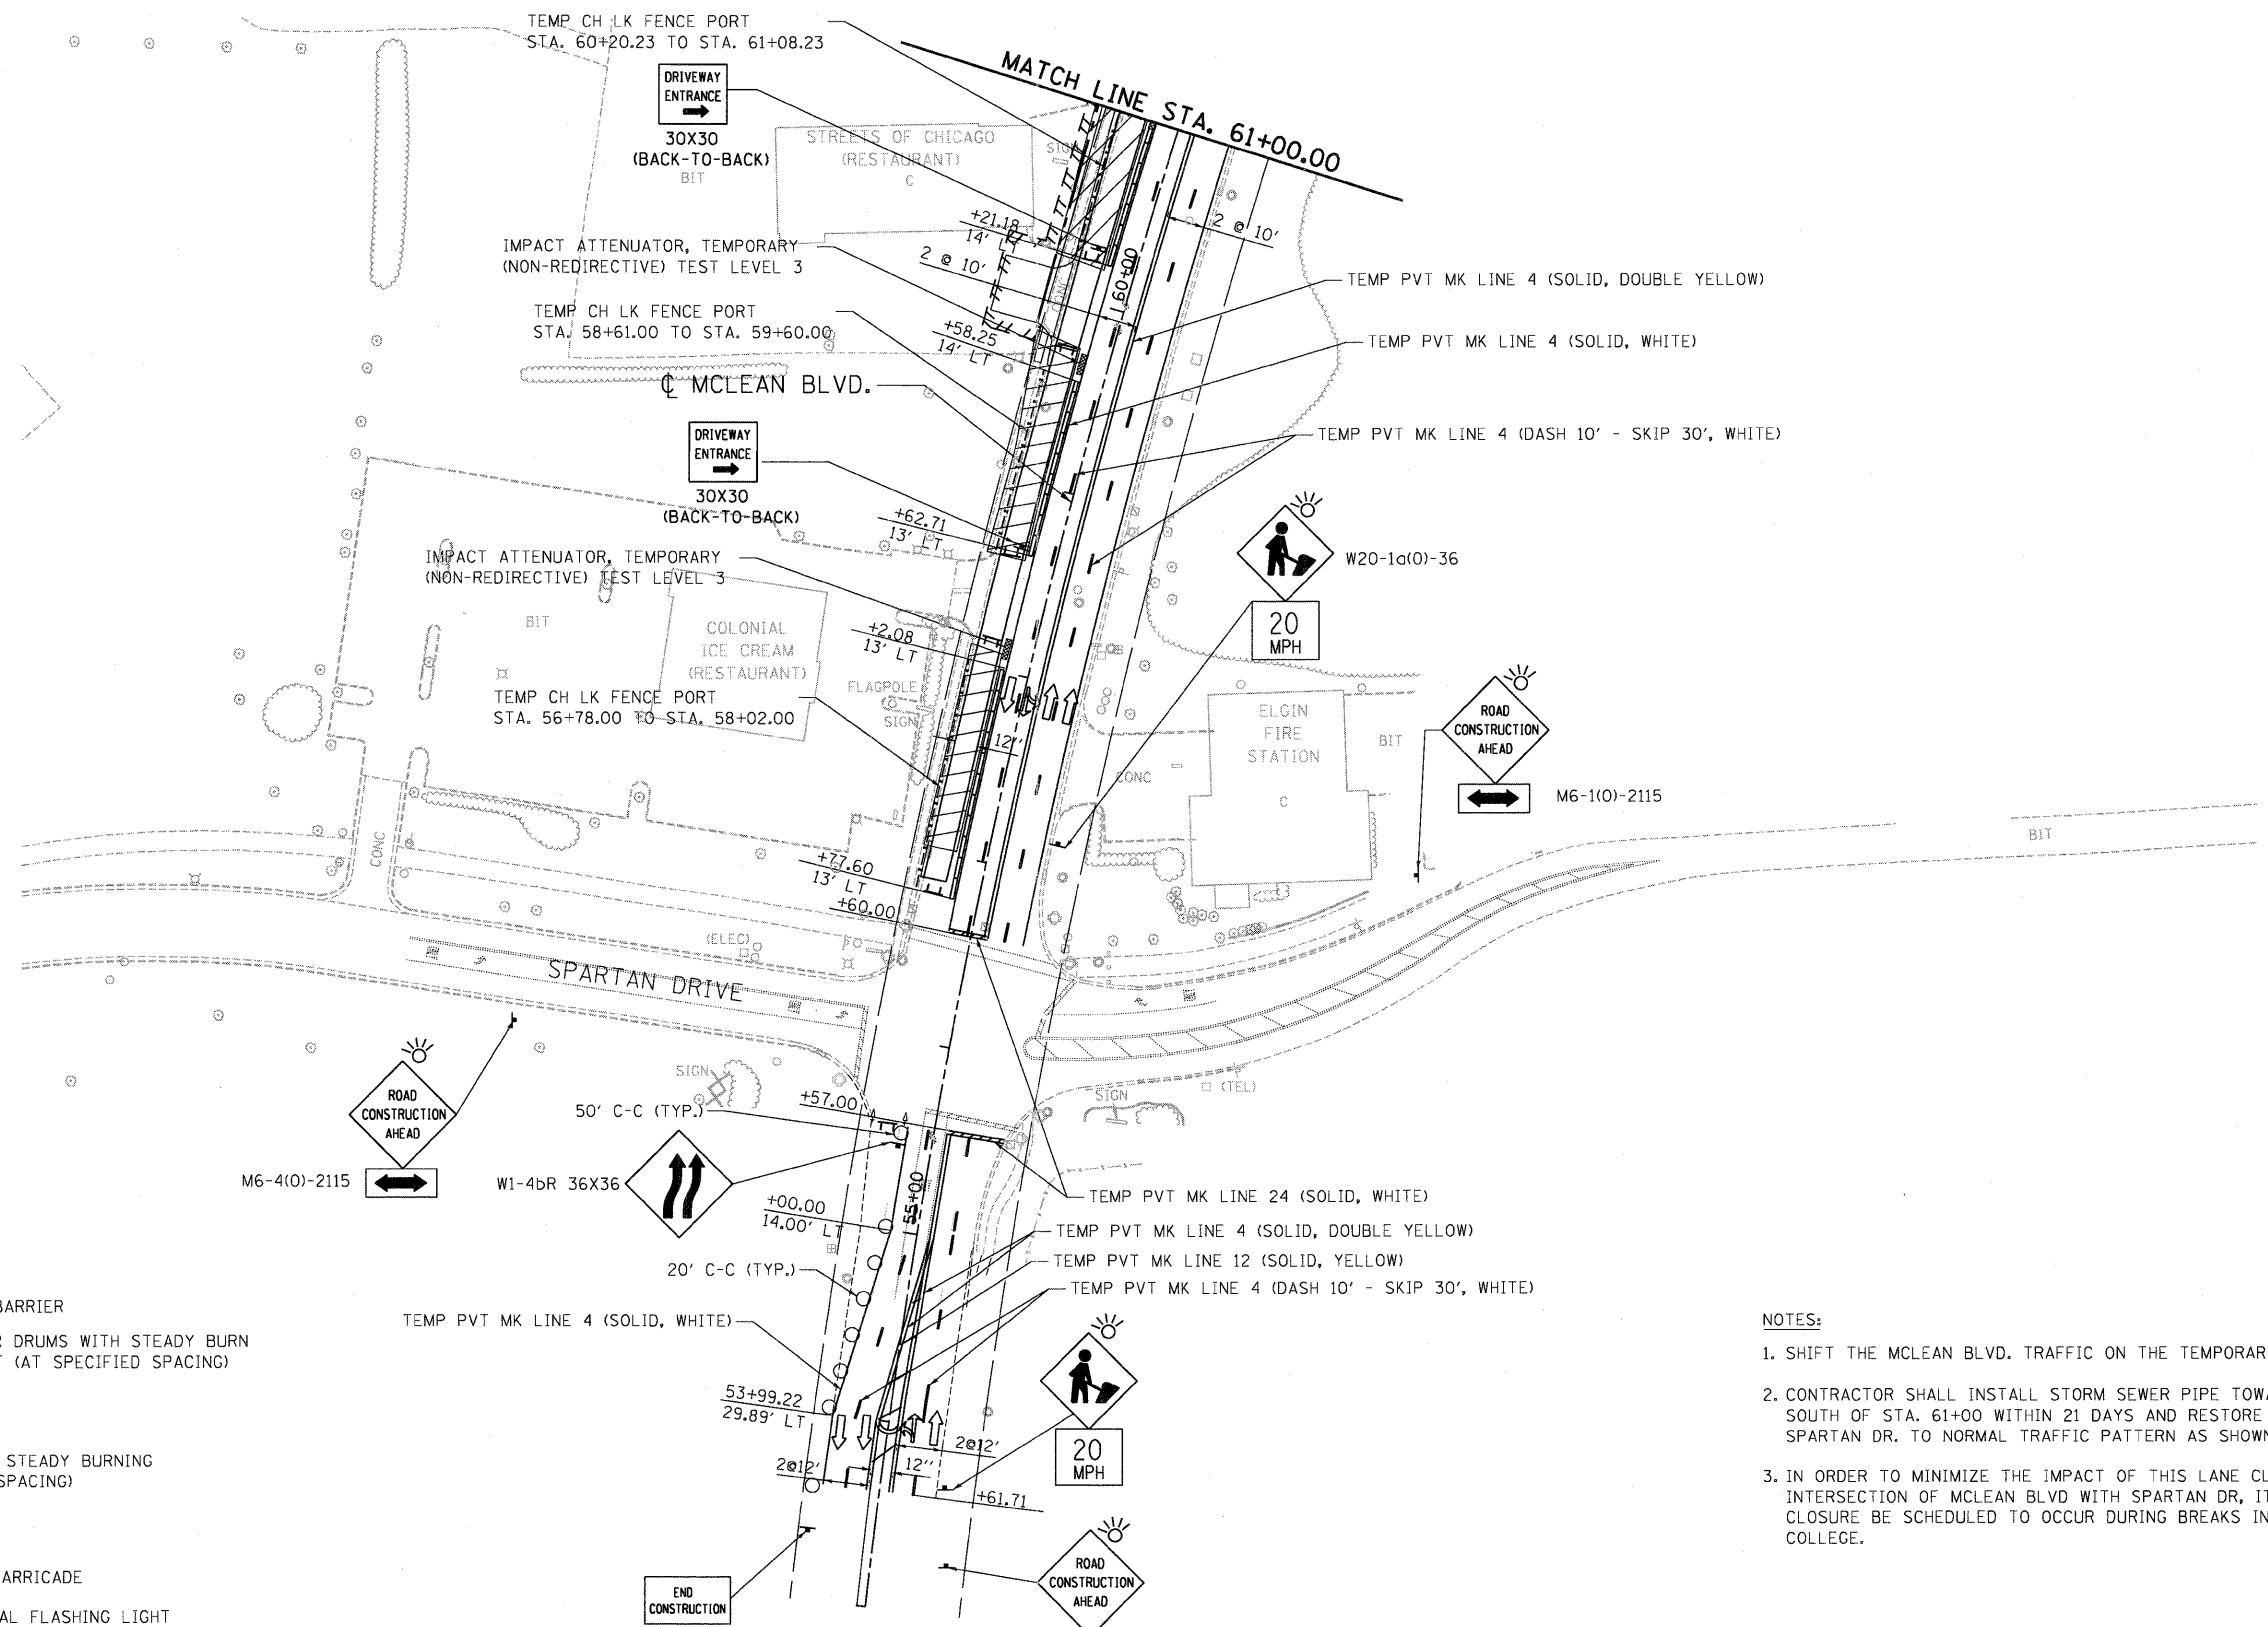 TEMP CH LK FENCE PORT
STA. 60+20.23 TO STA. 61+08.23
DRIVEWAY
ENTRANCE
30X30
(BACK-TO-BACK)
BIT
STREETS OF CHICAGO
(RESTAURANT)
C
SIGN
MATCH LINE STA. 61+00.00
+21.18
14' LT
2 @ 10'
2 @ 10'
60+00
CONC
IMPACT ATTENUATOR, TEMPORARY
(NON-REDIRECTIVE) TEST LEVEL 3
TEMP CH LK FENCE PORT
STA. 58+61.00 TO STA. 59+60.00
+58.25
14' LT
℄ MCLEAN BLVD.
TEMP PVT MK LINE 4 (SOLID, DOUBLE YELLOW)
TEMP PVT MK LINE 4 (SOLID, WHITE)
TEMP PVT MK LINE 4 (DASH 10' - SKIP 30', WHITE)
DRIVEWAY
ENTRANCE
30X30
(BACK-TO-BACK)
+62.71
13' LT
W20-1a(O)-36
20
MPH
IMPACT ATTENUATOR, TEMPORARY
(NON-REDIRECTIVE) TEST LEVEL 3
BIT
COLONIAL
ICE CREAM
(RESTAURANT)
+2.08
13' LT
FLAGPOLE
SIGN
TEMP CH LK FENCE PORT
STA. 56+78.00 TO STA. 58+02.00
12''
ELGIN
FIRE
STATION
C
BIT
CONC
ROAD
CONSTRUCTION
AHEAD
M6-1(O)-2115
BIT
CONC
+77.60
13' LT
+60.00
(ELEC)
SPARTAN DRIVE
SIGN
SIGN
(TEL)
ROAD
CONSTRUCTION
AHEAD
M6-4(O)-2115
50' C-C (TYP.)
+57.00
W1-4bR 36X36
55+00
+00.00
14.00' LT
20' C-C (TYP.)
TEMP PVT MK LINE 4 (SOLID, WHITE)
TEMP PVT MK LINE 24 (SOLID, WHITE)
TEMP PVT MK LINE 4 (SOLID, DOUBLE YELLOW)
TEMP PVT MK LINE 12 (SOLID, YELLOW)
TEMP PVT MK LINE 4 (DASH 10' - SKIP 30', WHITE)
53+99.22
29.89' LT
2@12'
2@12'
12''
+61.71
20
MPH
END
CONSTRUCTION
ROAD
CONSTRUCTION
AHEAD
BARRIER
DRUMS WITH STEADY BURN
(AT SPECIFIED SPACING)
STEADY BURNING
SPACING)
ARRICADE
AL FLASHING LIGHT
NOTES:
1. SHIFT THE MCLEAN BLVD. TRAFFIC ON THE TEMPORAR
2. CONTRACTOR SHALL INSTALL STORM SEWER PIPE TOWA
SOUTH OF STA. 61+00 WITHIN 21 DAYS AND RESTORE
SPARTAN DR. TO NORMAL TRAFFIC PATTERN AS SHOWN
3. IN ORDER TO MINIMIZE THE IMPACT OF THIS LANE CL
INTERSECTION OF MCLEAN BLVD WITH SPARTAN DR, IT
CLOSURE BE SCHEDULED TO OCCUR DURING BREAKS IN
COLLEGE.